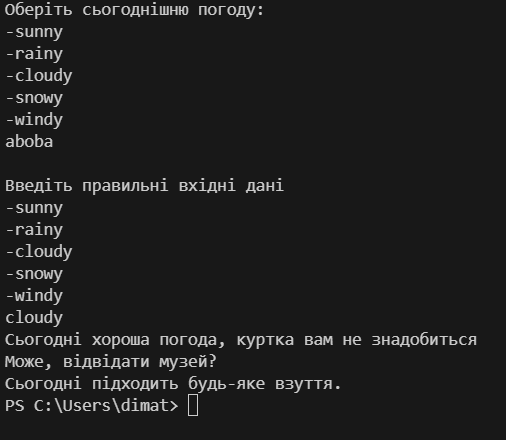 Оберіть сьогоднішню погоду:
-sunny
-rainy
-cloudy
-snowy
-windy
aboba
Введіть правильні вхідні дані
-sunny
-rainy
-cloudy
-snowy
-windy
cloudy
Сьогодні хороша погода, куртка вам не знадобиться
Може, відвідати музей?
Сьогодні підходить будь-яке взуття.
PS C:\Users\dimat>